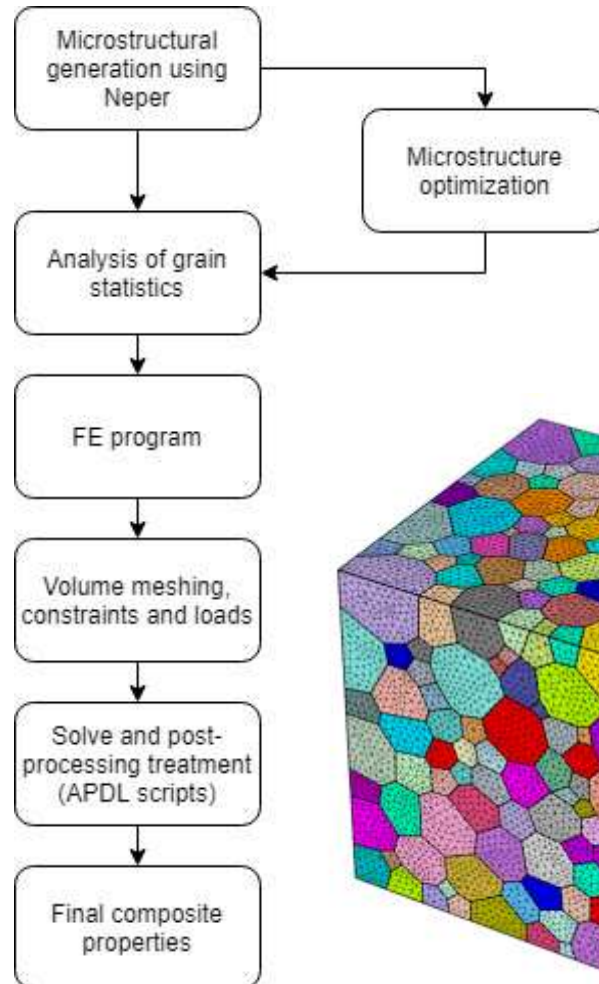 Microstructural
generation using
Neper
Microstructure
optimization
Analysis of grain
statistics
FE program
Volume meshing,
constraints and loads
Solve and post-
processing treatment
(APDL scripts)
Final composite
properties